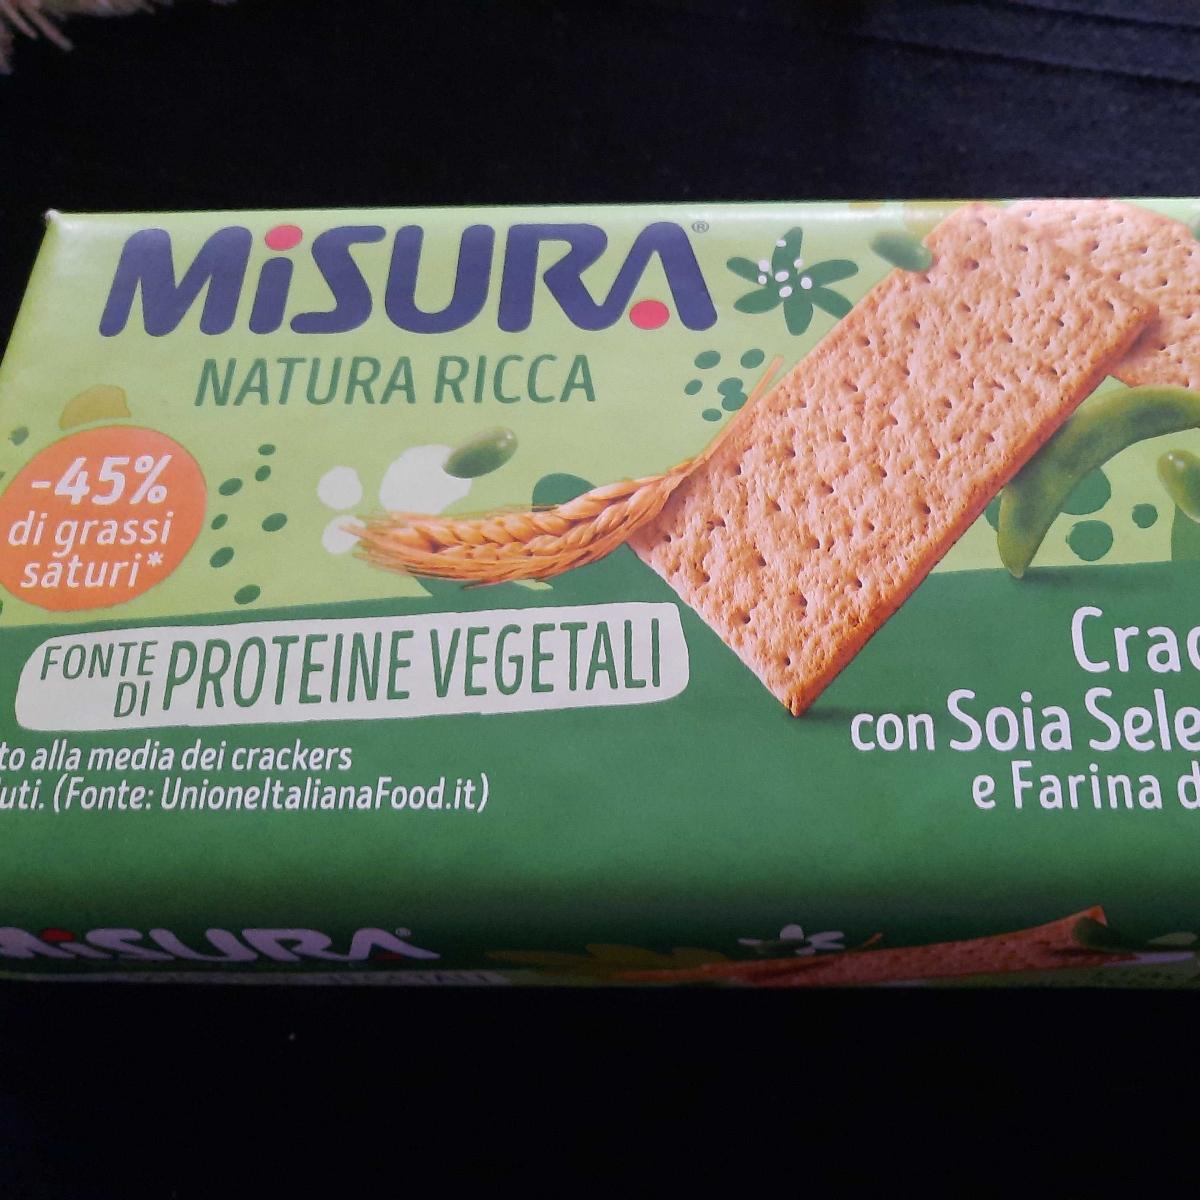 MiSURA®
NATURA RICCA
-45%
di grassi
saturi*
FONTE
DI PROTEINE VEGETALI
to alla media dei crackers
uti. (Fonte: UnioneItalianaFood.it)
Crac
con Soia Sele
e Farina d
MiSURA®